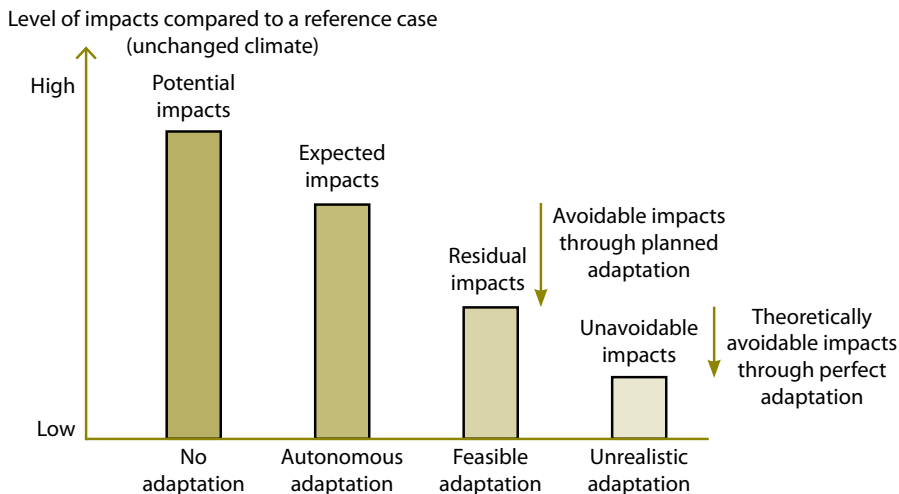 Level of impacts compared to a reference case
(unchanged climate)
High
Potential
impacts
Expected
impacts
Residual
impacts
Avoidable impacts
through planned
adaptation
Unavoidable
impacts
Theoretically
avoidable impacts
through perfect
adaptation
Low
No
adaptation
Autonomous
adaptation
Feasible
adaptation
Unrealistic
adaptation